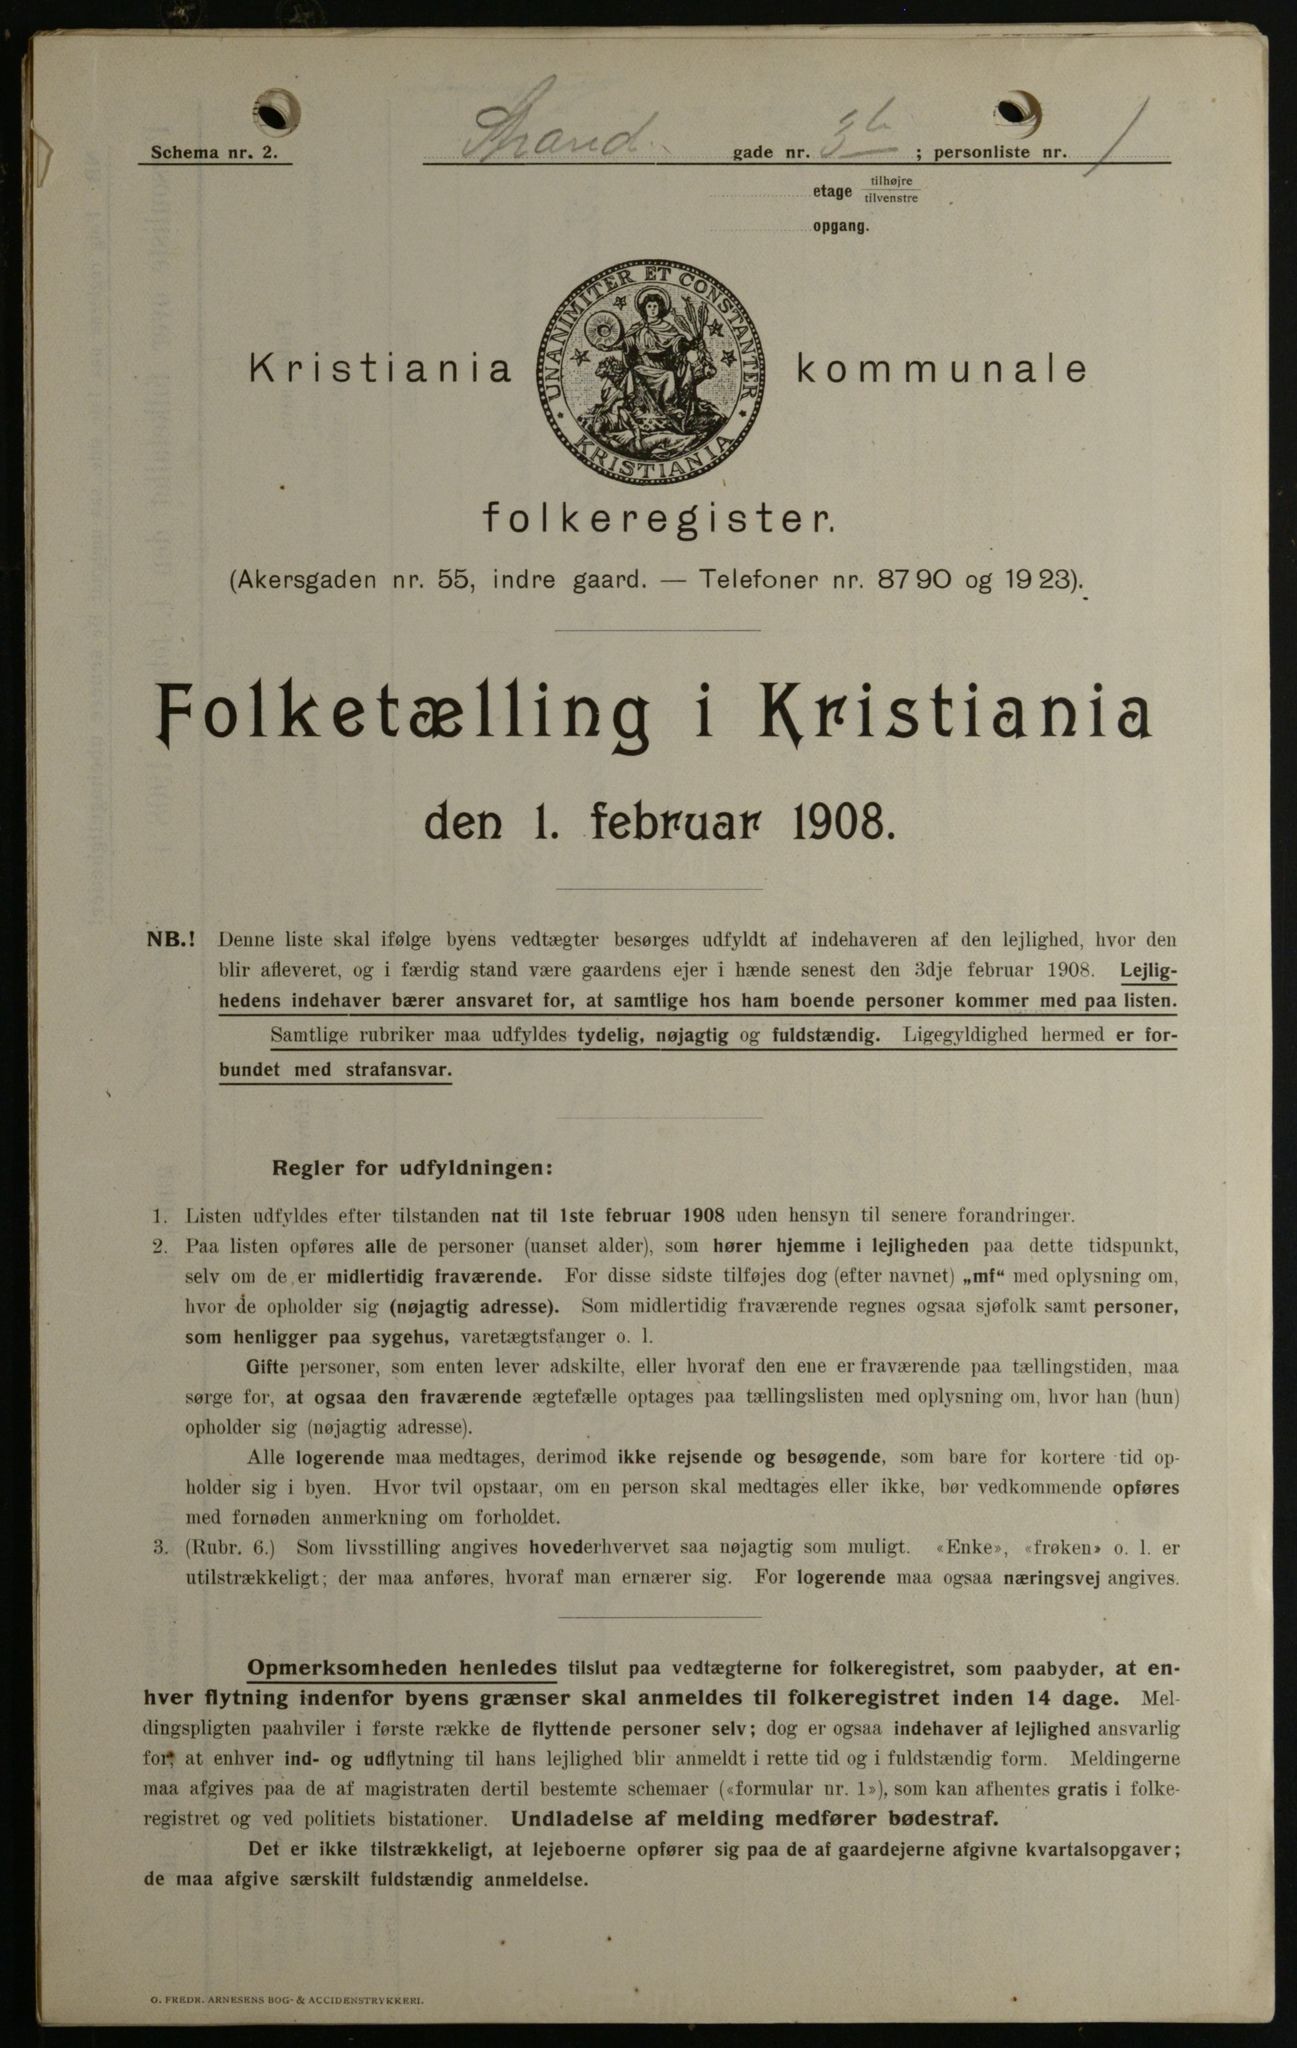 Schema nr. 2. Strand gade nr. 3b ; personliste nr. 1
etage tilhøjre
tilvenstre
opgang.
UNANIMITER ET CONSTANTER
KRISTIANIA
Kristiania kommunale
folkeregister.
(Akersgaden nr. 55, indre gaard. — Telefoner nr. 87 90 og 19 23).
Folketælling i Kristiania
den 1. februar 1908.
NB.! Denne liste skal ifølge byens vedtægter besørges udfyldt af indehaveren af den lejlighed, hvor den
blir afleveret, og i færdig stand være gaardens ejer i hænde senest den 3dje februar 1908. Lejlig-
hedens indehaver bærer ansvaret for, at samtlige hos ham boende personer kommer med paa listen.
Samtlige rubriker maa udfyldes tydelig, nøjagtig og fuldstændig. Ligegyldighed hermed er for-
bundet med strafansvar.
Regler for udfyldningen:
1. Listen udfyldes efter tilstanden nat til 1ste februar 1908 uden hensyn til senere forandringer.
2. Paa listen opføres alle de personer (uanset alder), som hører hjemme i lejligheden paa dette tidspunkt,
selv om de er midlertidig fraværende. For disse sidste tilføjes dog (efter navnet) „mf“ med oplysning om,
hvor de opholder sig (nøjagtig adresse). Som midlertidig fraværende regnes ogsaa sjøfolk samt personer,
som henligger paa sygehus, varetægtsfanger o. l.
Gifte personer, som enten lever adskilte, eller hvoraf den ene er fraværende paa tællingstiden, maa
sørge for, at ogsaa den fraværende ægtefælle optages paa tællingslisten med oplysning om, hvor han (hun)
opholder sig (nøjagtig adresse).
Alle logerende maa medtages, derimod ikke rejsende og besøgende, som bare for kortere tid op-
holder sig i byen. Hvor tvil opstaar, om en person skal medtages eller ikke, bør vedkommende opføres
med fornøden anmerkning om forholdet.
3. (Rubr. 6.) Som livsstilling angives hovederhvervet saa nøjagtig som muligt. «Enke», «frøken» o. l. er
utilstrækkeligt; der maa anføres, hvoraf man ernærer sig. For logerende maa ogsaa næringsvej angives.
Opmerksomheden henledes tilslut paa vedtægterne for folkeregistret, som paabyder, at en-
hver flytning indenfor byens grænser skal anmeldes til folkeregistret inden 14 dage. Mel-
dingspligten paahviler i første række de flyttende personer selv; dog er ogsaa indehaver af lejlighed ansvarlig
for, at enhver ind- og udflytning til hans lejlighed blir anmeldt i rette tid og i fuldstændig form. Meldingerne
maa afgives paa de af magistraten dertil bestemte schemaer («formular nr. 1»), som kan afhentes gratis i folke-
registret og ved politiets bistationer. Undladelse af melding medfører bødestraf.
Det er ikke tilstrækkeligt, at lejeboerne opfører sig paa de af gaardejerne afgivne kvartalsopgaver;
de maa afgive særskilt fuldstændig anmeldelse.
O. FREDR. ARNESENS BOG- & ACCIDENSTRYKKERI.